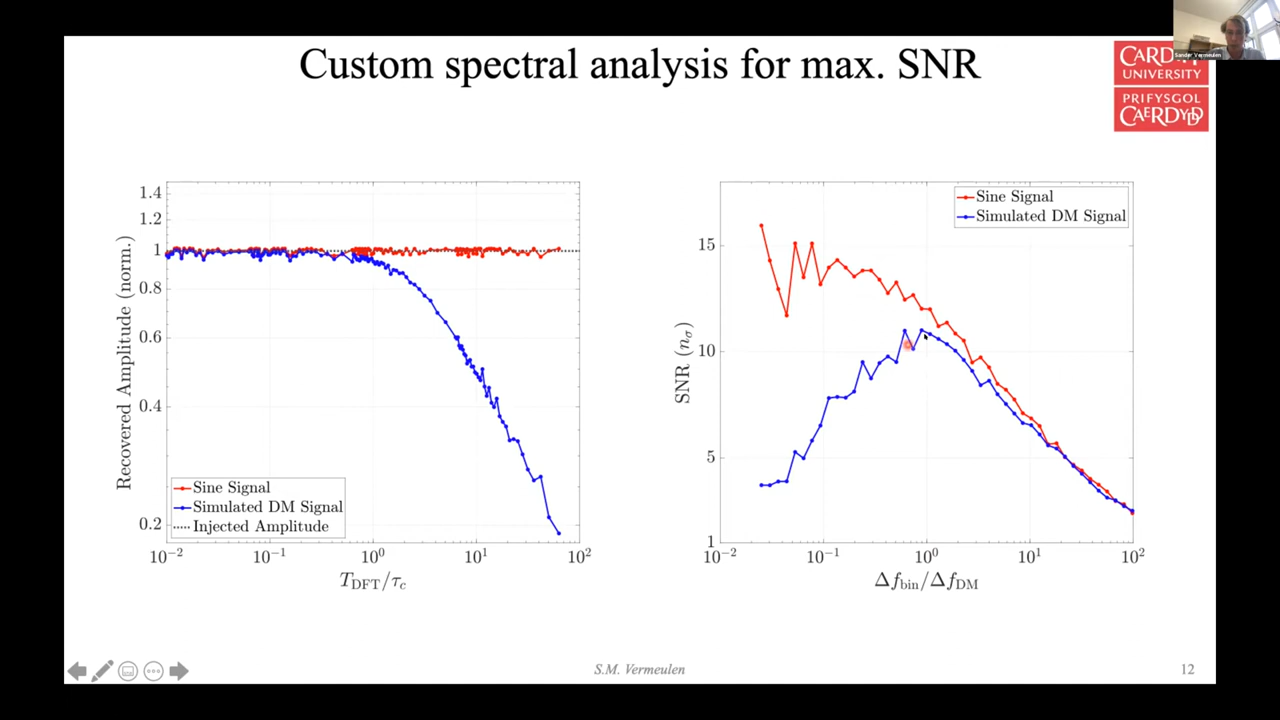 Custom spectral analysis for max. SNR
Sander Vermeulen
CARDIFF
UNIVERSITY
PRIFYSGOL
CAERDYDD
Recovered Amplitude (norm.)
1.4
1.2
1
0.8
0.6
0.4
0.2
10⁻²
10⁻¹
10⁰
10¹
10²
T_DFT/τ_c
Sine Signal
Simulated DM Signal
Injected Amplitude
SNR (n_σ)
15
10
5
1
10⁻²
10⁻¹
10⁰
10¹
10²
Δf_bin/Δf_DM
Sine Signal
Simulated DM Signal
S.M. Vermeulen
12